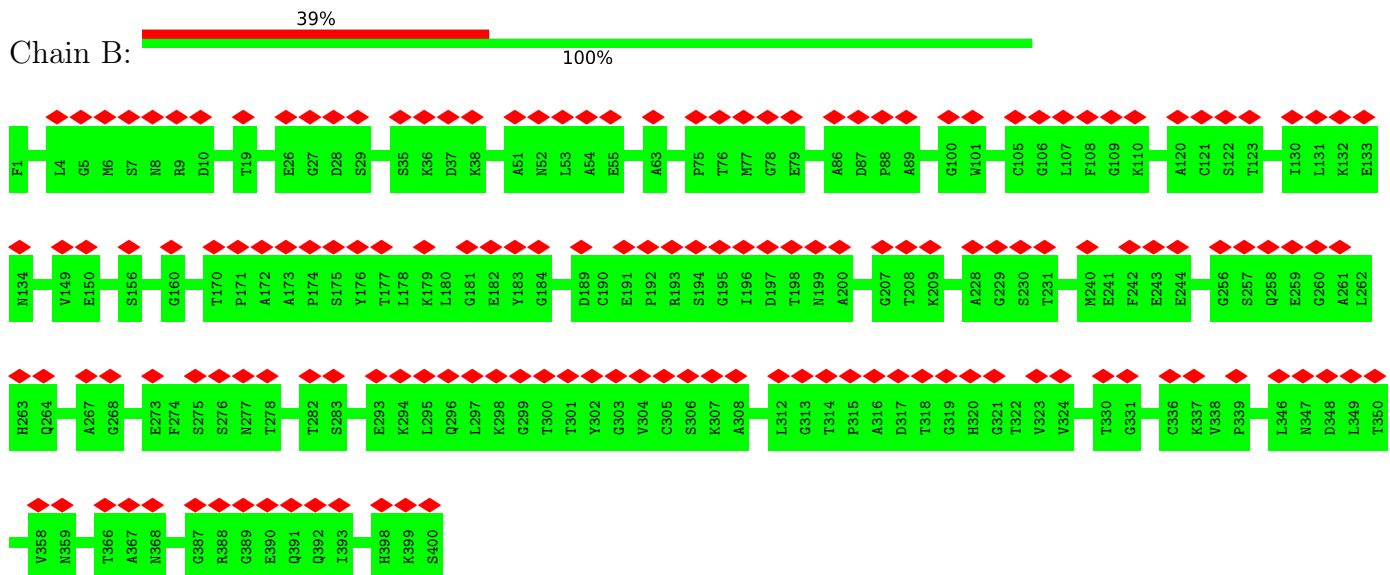 39%
Chain B:
100%
F1 L4 G5 M6 S7 N8 R9 D10 T19 E26 G27 D28 S29 S35 K36 D37 K38 A51 N52 L53 A54 E55 A63 P75 T76 M77 G78 E79 A86 D87 P88 A89 G100 W101 C105 G106 L107 F108 G109 K110 A120 C121 S122 T123 I130 L131 K132 E133
N134 V149 E150 S156 G160 T170 P171 A172 A173 P174 S175 Y176 T177 L178 K179 L180 G181 E182 Y183 G184 D189 C190 E191 P192 R193 S194 G195 I196 D197 T198 N199 A200 G207 T208 K209 A228 G229 S230 T231 M240 E241 F242 E243 E244 G256 S257 Q258 E259 G260 A261 L262
H263 Q264 A267 G268 E273 F274 S275 S276 N277 T278 T282 S283 E293 K294 L295 Q296 L297 K298 G299 T300 T301 Y302 G303 V304 C305 S306 K307 A308 L312 G313 T314 P315 A316 D317 T318 G319 H320 G321 T322 V323 V324 T330 G331 C336 K337 V338 P339 L346 N347 D348 L349 T350
V358 N359 T366 A367 N368 G387 R388 G389 E390 Q391 Q392 I393 H398 K399 S400